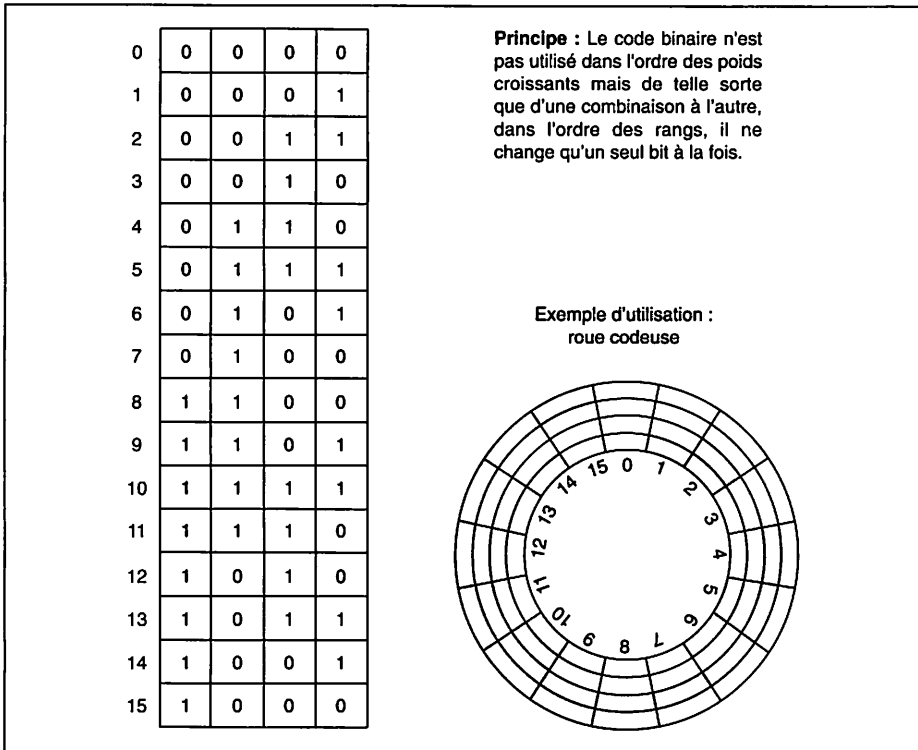 0 0 0 0 0
1 0 0 0 1
2 0 0 1 1
3 0 0 1 0
4 0 1 1 0
5 0 1 1 1
6 0 1 0 1
7 0 1 0 0
8 1 1 0 0
9 1 1 0 1
10 1 1 1 1
11 1 1 1 0
12 1 0 1 0
13 1 0 1 1
14 1 0 0 1
15 1 0 0 0
Principe : Le code binaire n'est
pas utilisé dans l'ordre des poids
croissants mais de telle sorte
que d'une combinaison à l'autre,
dans l'ordre des rangs, il ne
change qu'un seul bit à la fois.
Exemple d'utilisation :
roue codeuse
0 1 2 3 4 5 6 7 8 9 10 11 12 13 14 15